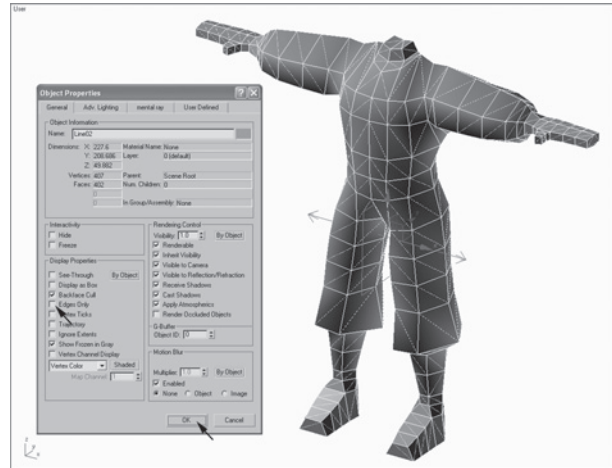 User
Object Properties
General Adv. Lighting mental ray User Defined
Object Information
Name: Line02
Dimensions: X: 227.6 Material Name: None
Y: 208.686 Layer: 0 (default)
Z: 49.882
Vertices: 407 Parent: Scene Root
Faces: 402 Num. Children: 0
0
0 In Group/Assembly: None
Interactivity
Hide
Freeze
Display Properties
See-Through By Object
Display as Box
Backface Cull
Edges Only
Vertex Ticks
Trajectory
Ignore Extents
Show Frozen in Gray
Vertex Channel Display
Vertex Color Shaded
Map Channel: 1
Rendering Control
Visibility: 1.0 By Object
Renderable
Inherit Visibility
Visible to Camera
Visible to Reflection/Refraction
Receive Shadows
Cast Shadows
Apply Atmospherics
Render Occluded Objects
G-Buffer
Object ID: 0
Motion Blur
Multiplier: 1.0 By Object
Enabled
None Object Image
OK Cancel
z
y
x